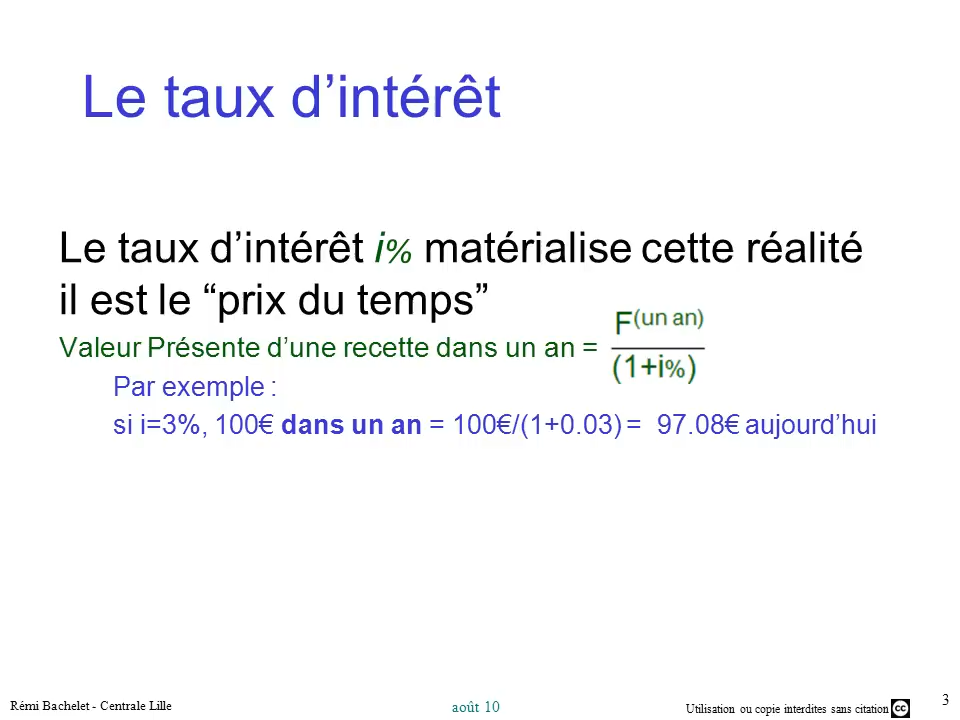 Le taux d’intérêt
Le taux d’intérêt i% matérialise cette réalité
il est le “prix du temps”
Valeur Présente d’une recette dans un an = F(un an)
(1+i%)
Par exemple :
si i=3%, 100€ dans un an = 100€/(1+0.03) = 97.08€ aujourd’hui
Rémi Bachelet - Centrale Lille
août 10
Utilisation ou copie interdites sans citation
cc
3